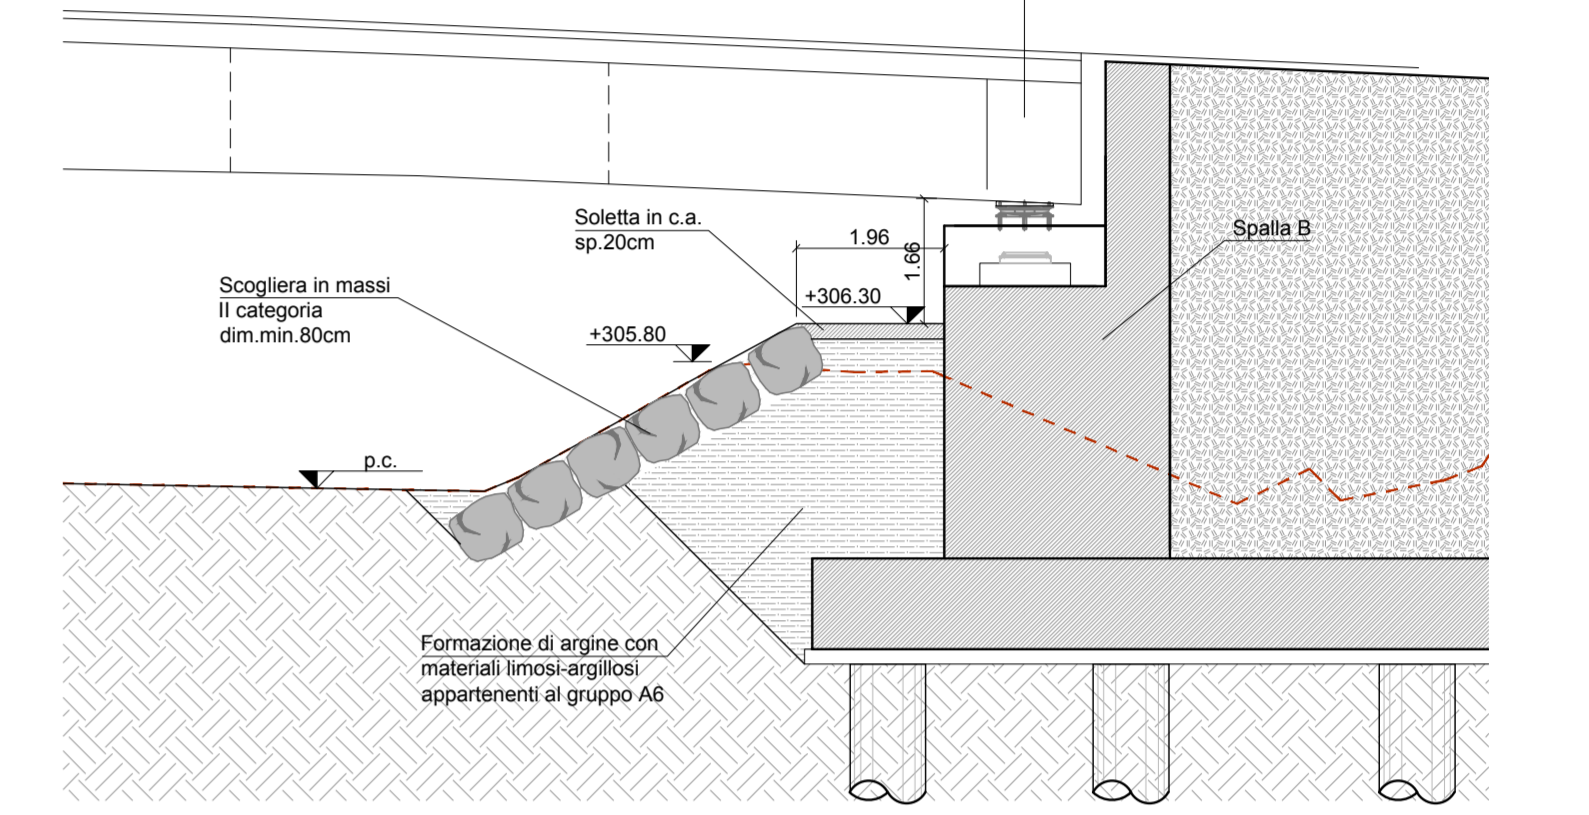 Soletta in c.a.
sp.20cm
1.96
1.66
Spalla B
Scogliera in massi
II categoria
dim.min.80cm
+306.30
+305.80
p.c.
Formazione di argine con
materiali limosi-argillosi
appartenenti al gruppo A6